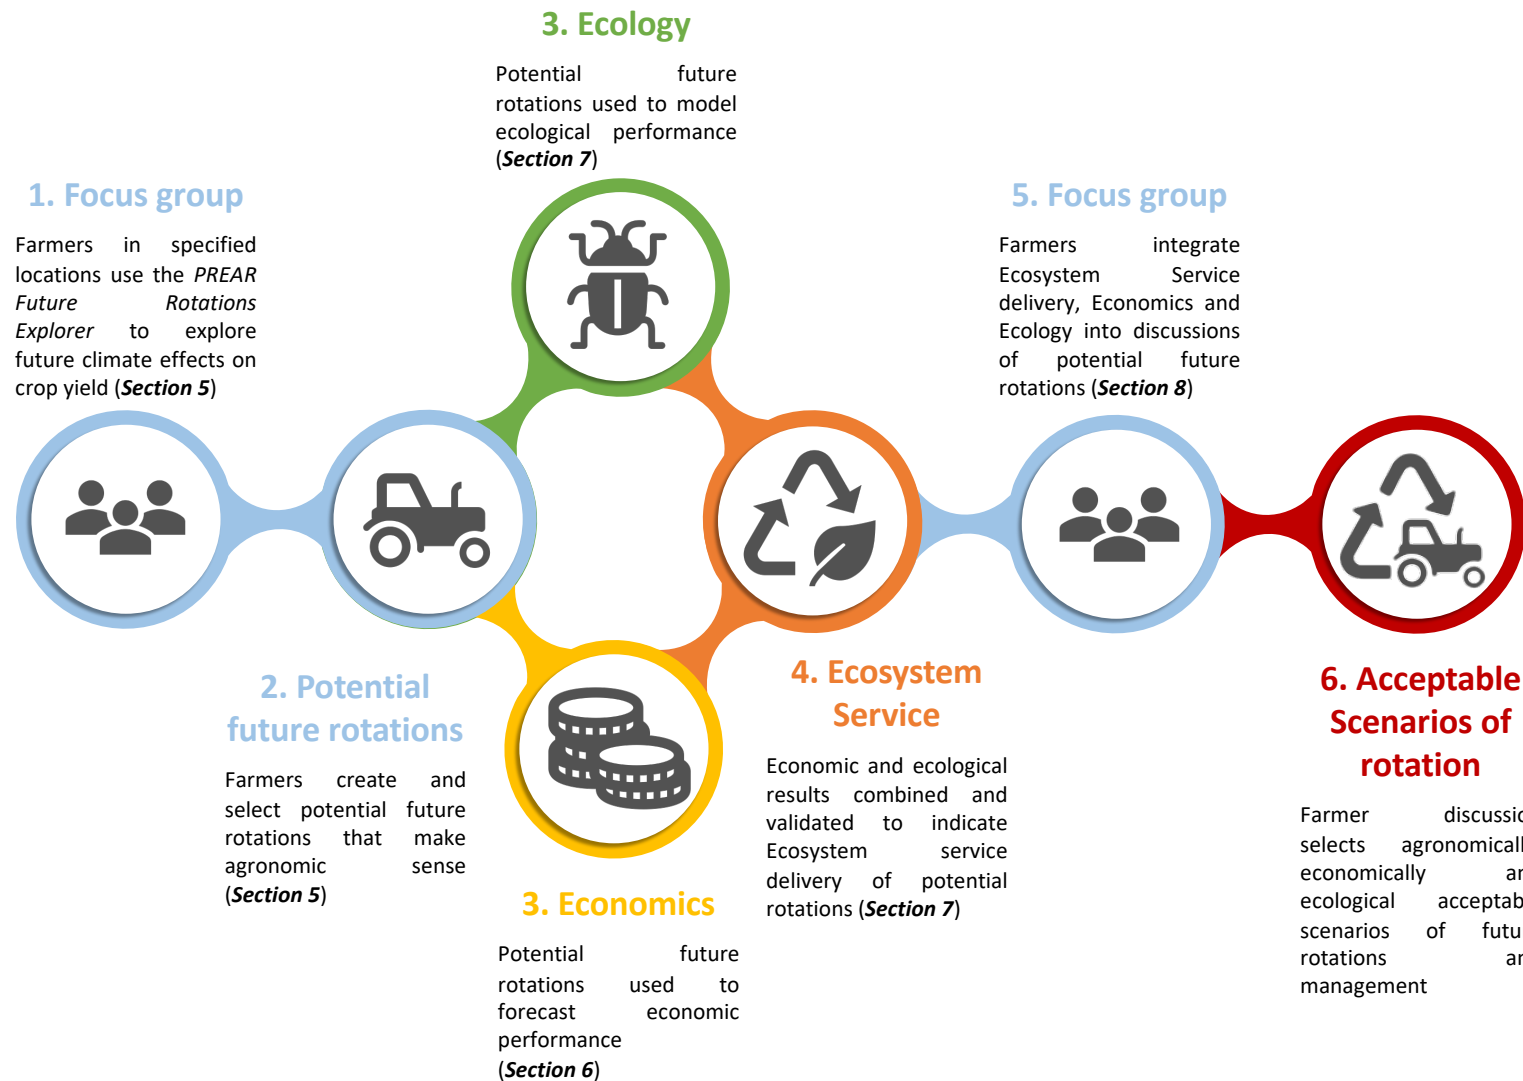 1. Focus group
Farmers in specified
locations use the PREAR
Future Rotations
Explorer to explore
future climate effects on
crop yield (Section 5)
2. Potential
future rotations
Farmers create and
select potential future
rotations that make
agronomic sense
(Section 5)
3. Ecology
Potential future
rotations used to model
ecological performance
(Section 7)
3. Economics
Potential future
rotations used to
forecast economic
performance
(Section 6)
4. Ecosystem
Service
Economic and ecological
results combined and
validated to indicate
Ecosystem service
delivery of potential
rotations (Section 7)
5. Focus group
Farmers integrate
Ecosystem Service
delivery, Economics and
Ecology into discussions
of potential future
rotations (Section 8)
6. Acceptable
Scenarios of
rotation
Farmer
selects
economically
ecological
scenarios of
rotations
management